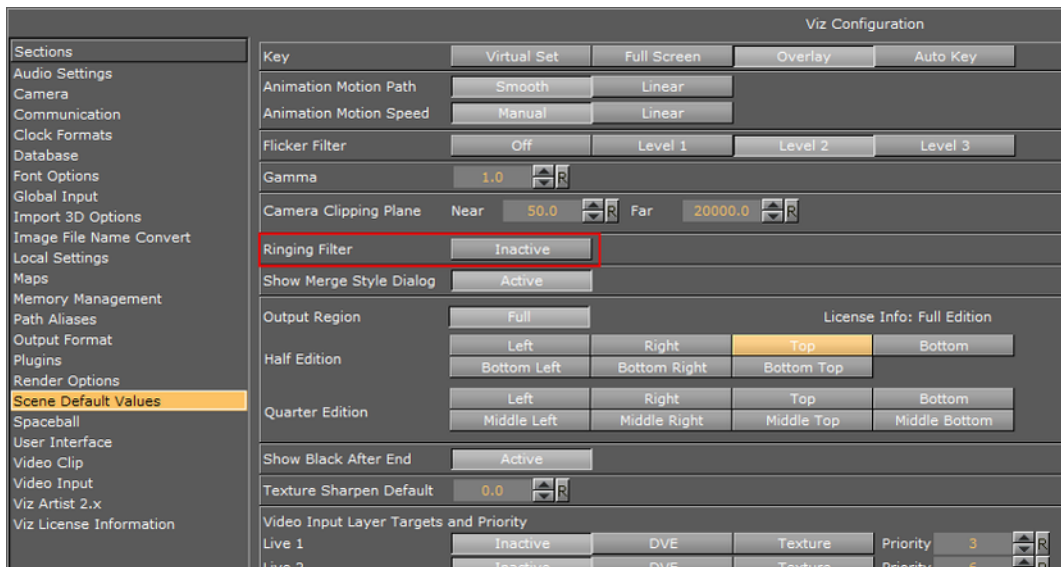 Viz Configuration
Sections
Audio Settings
Camera
Communication
Clock Formats
Database
Font Options
Global Input
Import 3D Options
Image File Name Convert
Local Settings
Maps
Memory Management
Path Aliases
Output Format
Plugins
Render Options
Scene Default Values
Spaceball
User Interface
Video Clip
Video Input
Viz Artist 2.x
Viz License Information
Key Virtual Set Full Screen Overlay Auto Key
Animation Motion Path Smooth Linear
Animation Motion Speed Manual Linear
Flicker Filter Off Level 1 Level 2 Level 3
Gamma 1.0 R
Camera Clipping Plane Near 50.0 R Far 20000.0 R
Ringing Filter Inactive
Show Merge Style Dialog Active
Output Region Full License Info: Full Edition
Half Edition
Left Right Top Bottom
Bottom Left Bottom Right Bottom Top
Quarter Edition
Left Right Top Bottom
Middle Left Middle Right Middle Top Middle Bottom
Show Black After End Active
Texture Sharpen Default 0.0 R
Video Input Layer Targets and Priority
Live 1 Inactive DVE Texture Priority 3 R
Live 2 Inactive DVE Texture Priority 6